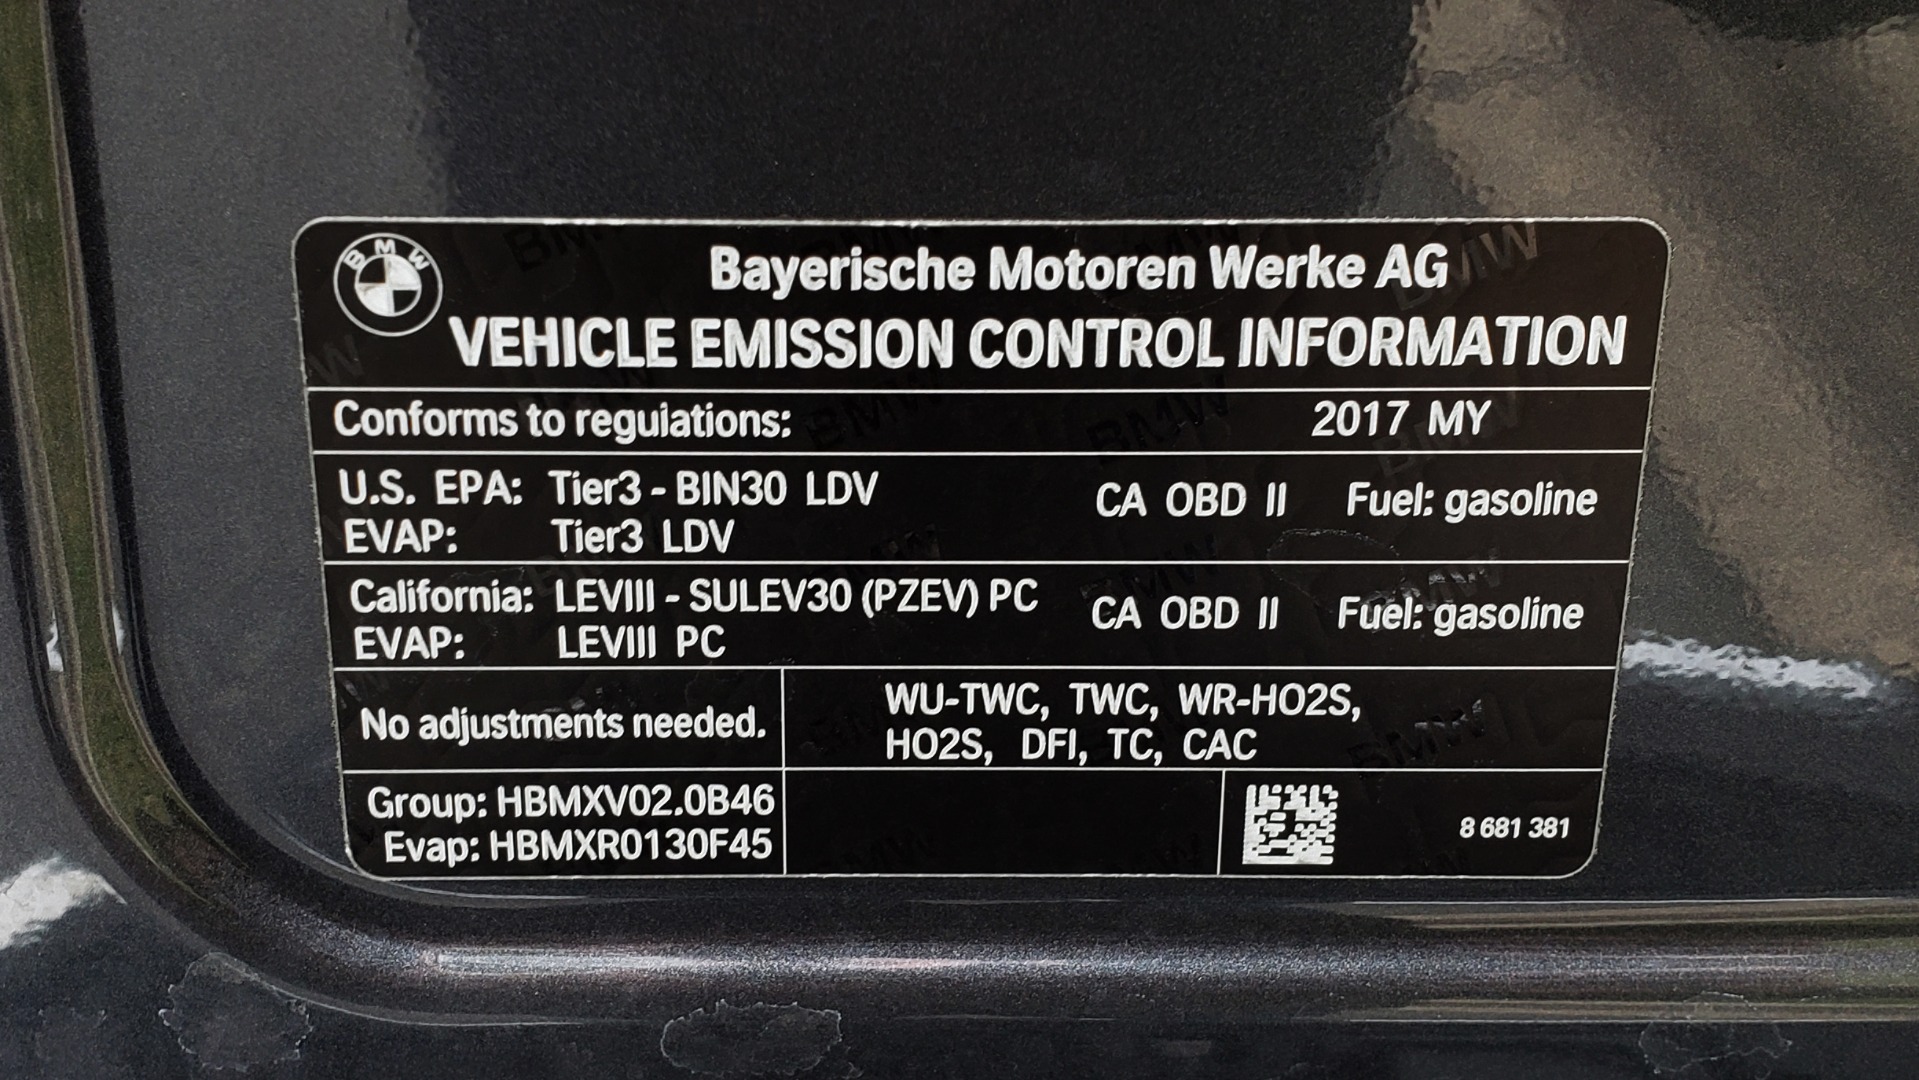 BMW
Bayerische Motoren Werke AG
VEHICLE EMISSION CONTROL INFORMATION
Conforms to regulations: 2017 MY
U.S. EPA: Tier3 - BIN30 LDV CA OBD II Fuel: gasoline
EVAP: Tier3 LDV
California: LEVIII - SULEV30 (PZEV) PC CA OBD II Fuel: gasoline
EVAP: LEVIII PC
No adjustments needed.
WU-TWC, TWC, WR-HO2S,
HO2S, DFI, TC, CAC
Group: HBMXV02.0B46
Evap: HBMXR0130F45
8 681 381